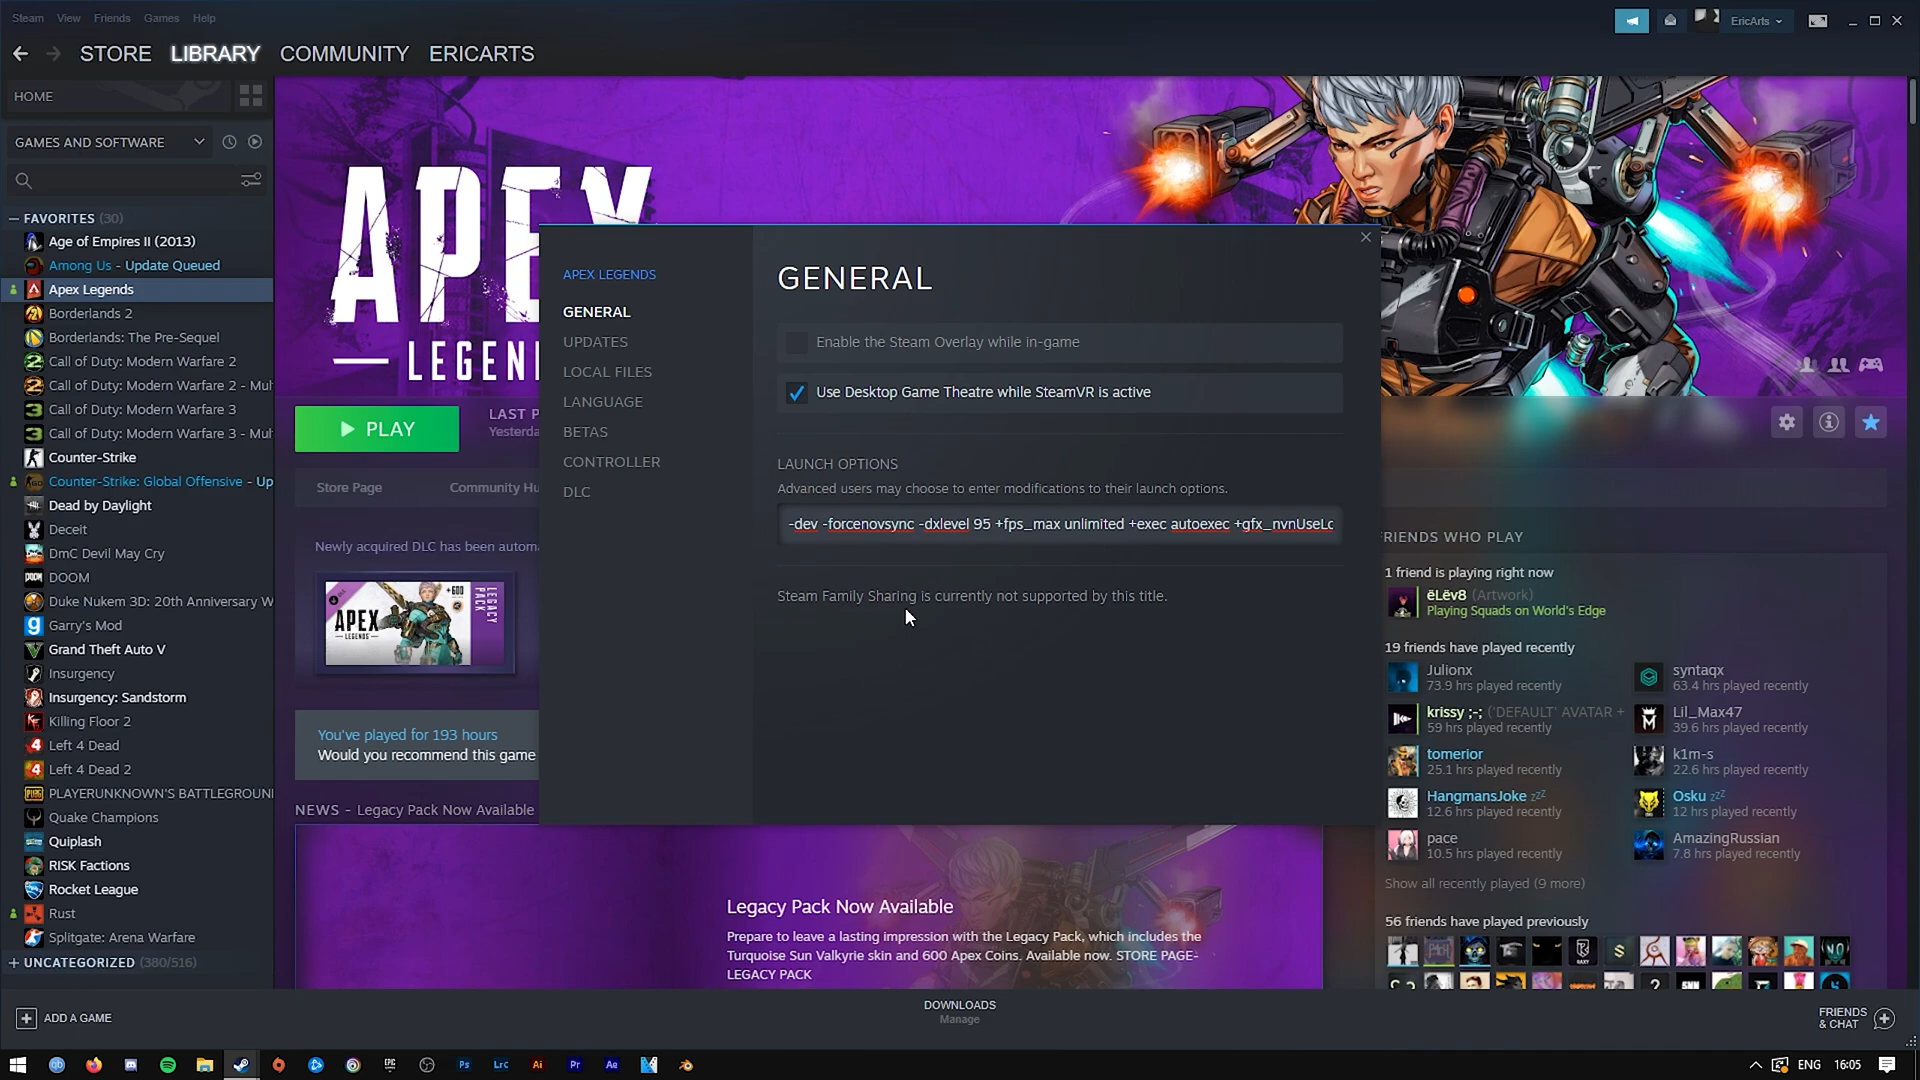 Steam View Friends Games Help
EricArts
STORE LIBRARY COMMUNITY ERICARTS
HOME
GAMES AND SOFTWARE
FAVORITES (30)
Age of Empires II (2013)
Among Us - Update Queued
Apex Legends
Borderlands 2
Borderlands: The Pre-Sequel
Call of Duty: Modern Warfare 2
Call of Duty: Modern Warfare 2 - Mul
Call of Duty: Modern Warfare 3
Call of Duty: Modern Warfare 3 - Mul
Counter-Strike
Counter-Strike: Global Offensive - Up
Dead by Daylight
Deceit
DmC Devil May Cry
DOOM
Duke Nukem 3D: 20th Anniversary W
Garry's Mod
Grand Theft Auto V
Insurgency
Insurgency: Sandstorm
Killing Floor 2
Left 4 Dead
Left 4 Dead 2
PLAYERUNKNOWN'S BATTLEGROUN
Quake Champions
Quiplash
RISK Factions
Rocket League
Rust
Splitgate: Arena Warfare
UNCATEGORIZED (380/516)
ADD A GAME
APEX
LEGEN
PLAY
LAST P
Yesterda
Store Page Community Hu
Newly acquired DLC has been autom
APEX
LEGENDS
+600
LEGACY
PACK
You've played for 193 hours
Would you recommend this game
NEWS - Legacy Pack Now Available
Legacy Pack Now Available
Prepare to leave a lasting impression with the Legacy Pack, which includes the
Turquoise Sun Valkyrie skin and 600 Apex Coins. Available now. STORE PAGE-
LEGACY PACK
APEX LEGENDS
GENERAL
UPDATES
LOCAL FILES
LANGUAGE
BETAS
CONTROLLER
DLC
GENERAL
Enable the Steam Overlay while in-game
Use Desktop Game Theatre while SteamVR is active
LAUNCH OPTIONS
Advanced users may choose to enter modifications to their launch options.
-dev -forcenovsync -dxlevel 95 +fps_max unlimited +exec autoexec +gfx_nvnUseLo
Steam Family Sharing is currently not supported by this title.
RIENDS WHO PLAY
1 friend is playing right now
ēLëv8 (Artwork)
Playing Squads on World's Edge
19 friends have played recently
Julionx
73.9 hrs played recently
syntaqx
63.4 hrs played recently
krissy ;-; ('DEFAULT' AVATAR +
59 hrs played recently
Lil_Max47
39.6 hrs played recently
tomerior
25.1 hrs played recently
k1m-s
22.6 hrs played recently
HangmansJoke zZZ
12.6 hrs played recently
Osku zZZ
12 hrs played recently
pace
10.5 hrs played recently
AmazingRussian
7.8 hrs played recently
Show all recently played (9 more)
56 friends have played previously
DOWNLOADS
Manage
FRIENDS
& CHAT
Ps Lrc Ai Pr Ae
ENG 16:05